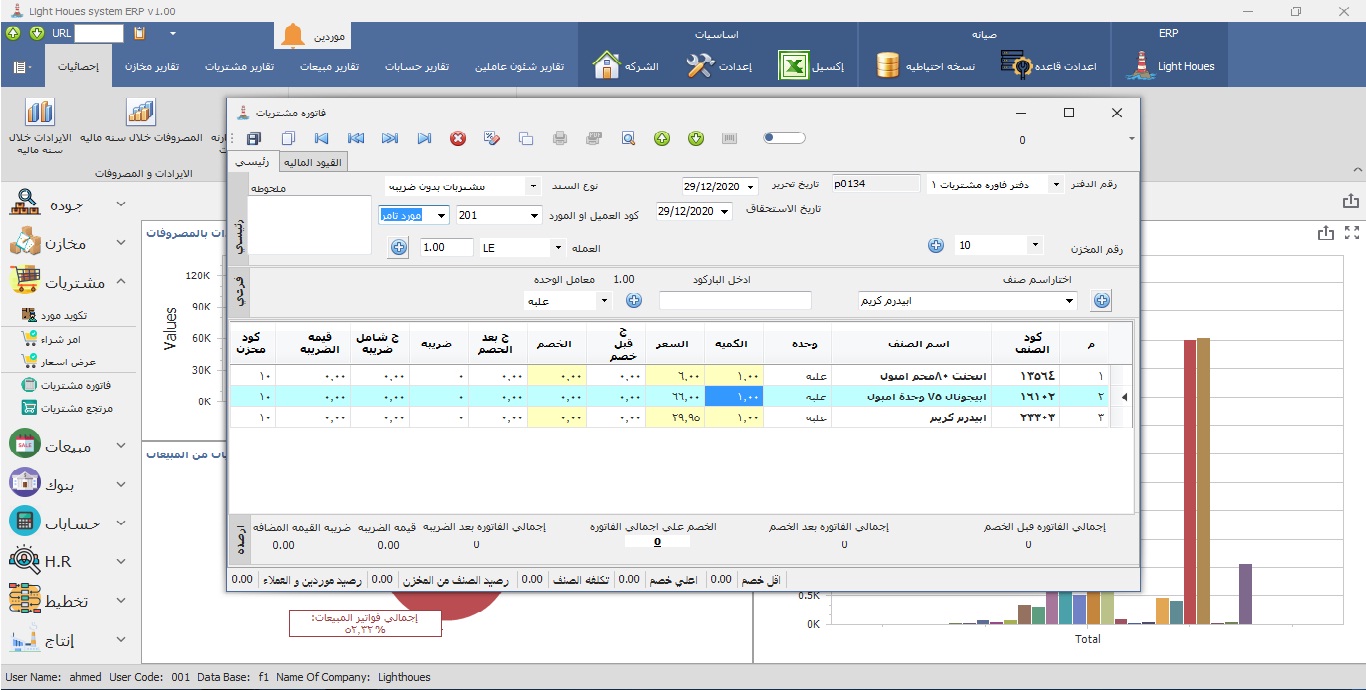 Light Houes system ERP v1.00
URL
موردين
اساسيات
صيانه
ERP
إحصائيات
تقارير مخازن
تقارير مشتريات
تقارير مبيعات
تقارير حسابات
تقارير شئون عاملين
الشركه
إعدادت
إكسيل
نسخه احتياطيه
اعدادت قاعده
Light Houes
الايرادات خلال سنه ماليه
المصروفات خلال سنه ماليه
الايرادات و المصروفات
جوده
مخازن
مشتريات
تكويد مورد
امر شراء
عرض اسعار
فاتوره مشتريات
مرتجع مشتريات
مبيعات
بنوك
حسابات
H.R
تخطيط
إنتاج
ات بالمصروفات
Values
120K
90K
60K
30K
0K
ات من المبيعات
إجمالي فواتير المبيعات:
٥٢,٣٢%
0.5K
0K
Total
فاتوره مشتريات
0
رئيسي
القيود الماليه
رقم الدفتر
دفتر فاوره مشتريات ١
p0134
تاريخ تحرير
29/12/2020
نوع السند
مشتريات بدون ضريبه
ملحوظه
تاريخ الاستحقاق
29/12/2020
كود العميل او المورد
201
مورد تامر
رئيسي
رقم المخزن
10
العمله
LE
1.00
اختاراسم صنف
ادخل الباركود
1.00
معامل الوحده
ابيدرم كريم
علبه
فرعي
م
كود الصنف
اسم الصنف
وحده
الكميه
السعر
ج قبل خصم
الخصم
ج بعد الخصم
ضريبه
ج شامل ضريبه
قيمه الضريبه
كود مخزن
١ ١٣٥٦٤ ابيتجنت ٨٠مجم امبول علبه ١,٠٠ ٦,٠٠ ٠,٠٠ ٠,٠٠ ٠,٠٠ ٠ ٠,٠٠ ٠,٠٠ ١٠
٢ ١٦١٠٢ ابيجونال ٧٥ وحدة امبول علبه ١,٠٠ ٦٦,٠٠ ٠,٠٠ ٠,٠٠ ٠,٠٠ ٠ ٠,٠٠ ٠,٠٠ ١٠
٣ ٢٣٣٠٣ ابيدرم كريم علبه ١,٠٠ ٢٩,٩٥ ٠,٠٠ ٠,٠٠ ٠,٠٠ ٠ ٠,٠٠ ٠,٠٠ ١٠
إجمالي الفاتوره قبل الخصم
إجمالي الفاتوره بعد الخصم
الخصم علي اجمالي الفاتوره
إجمالي الفاتوره بعد الضريبه
قيمه الضريبه
ضريبه القيمه المضافه
0
0
0
0
0.00
0.00
ارصده
اقل خصم
0.00
اعلي خصم
0.00
تكلفه الصنف
0.00
رصيد الصنف من المخزن
0.00
رصيد موردين و العملاء
0.00
User Name: ahmed User Code: 001 Data Base: f1 Name Of Company: Lighthoues